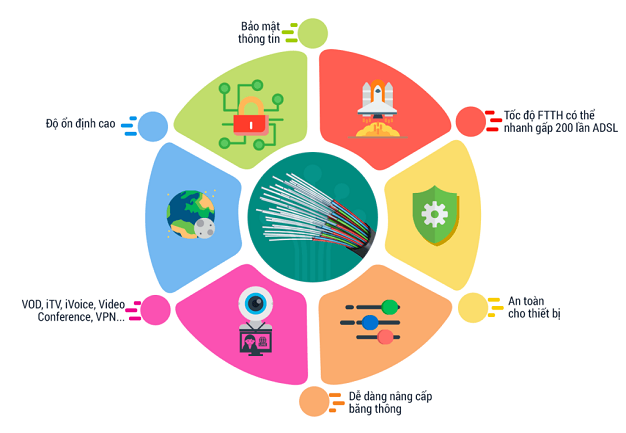 Bảo mật
thông tin
Tốc độ FTTH có thể
nhanh gấp 200 lần ADSL
Độ ổn định cao
An toàn
cho thiết bị
VOD, iTV, iVoice, Video
Conference, VPN...
Dễ dàng nâng cấp
băng thông